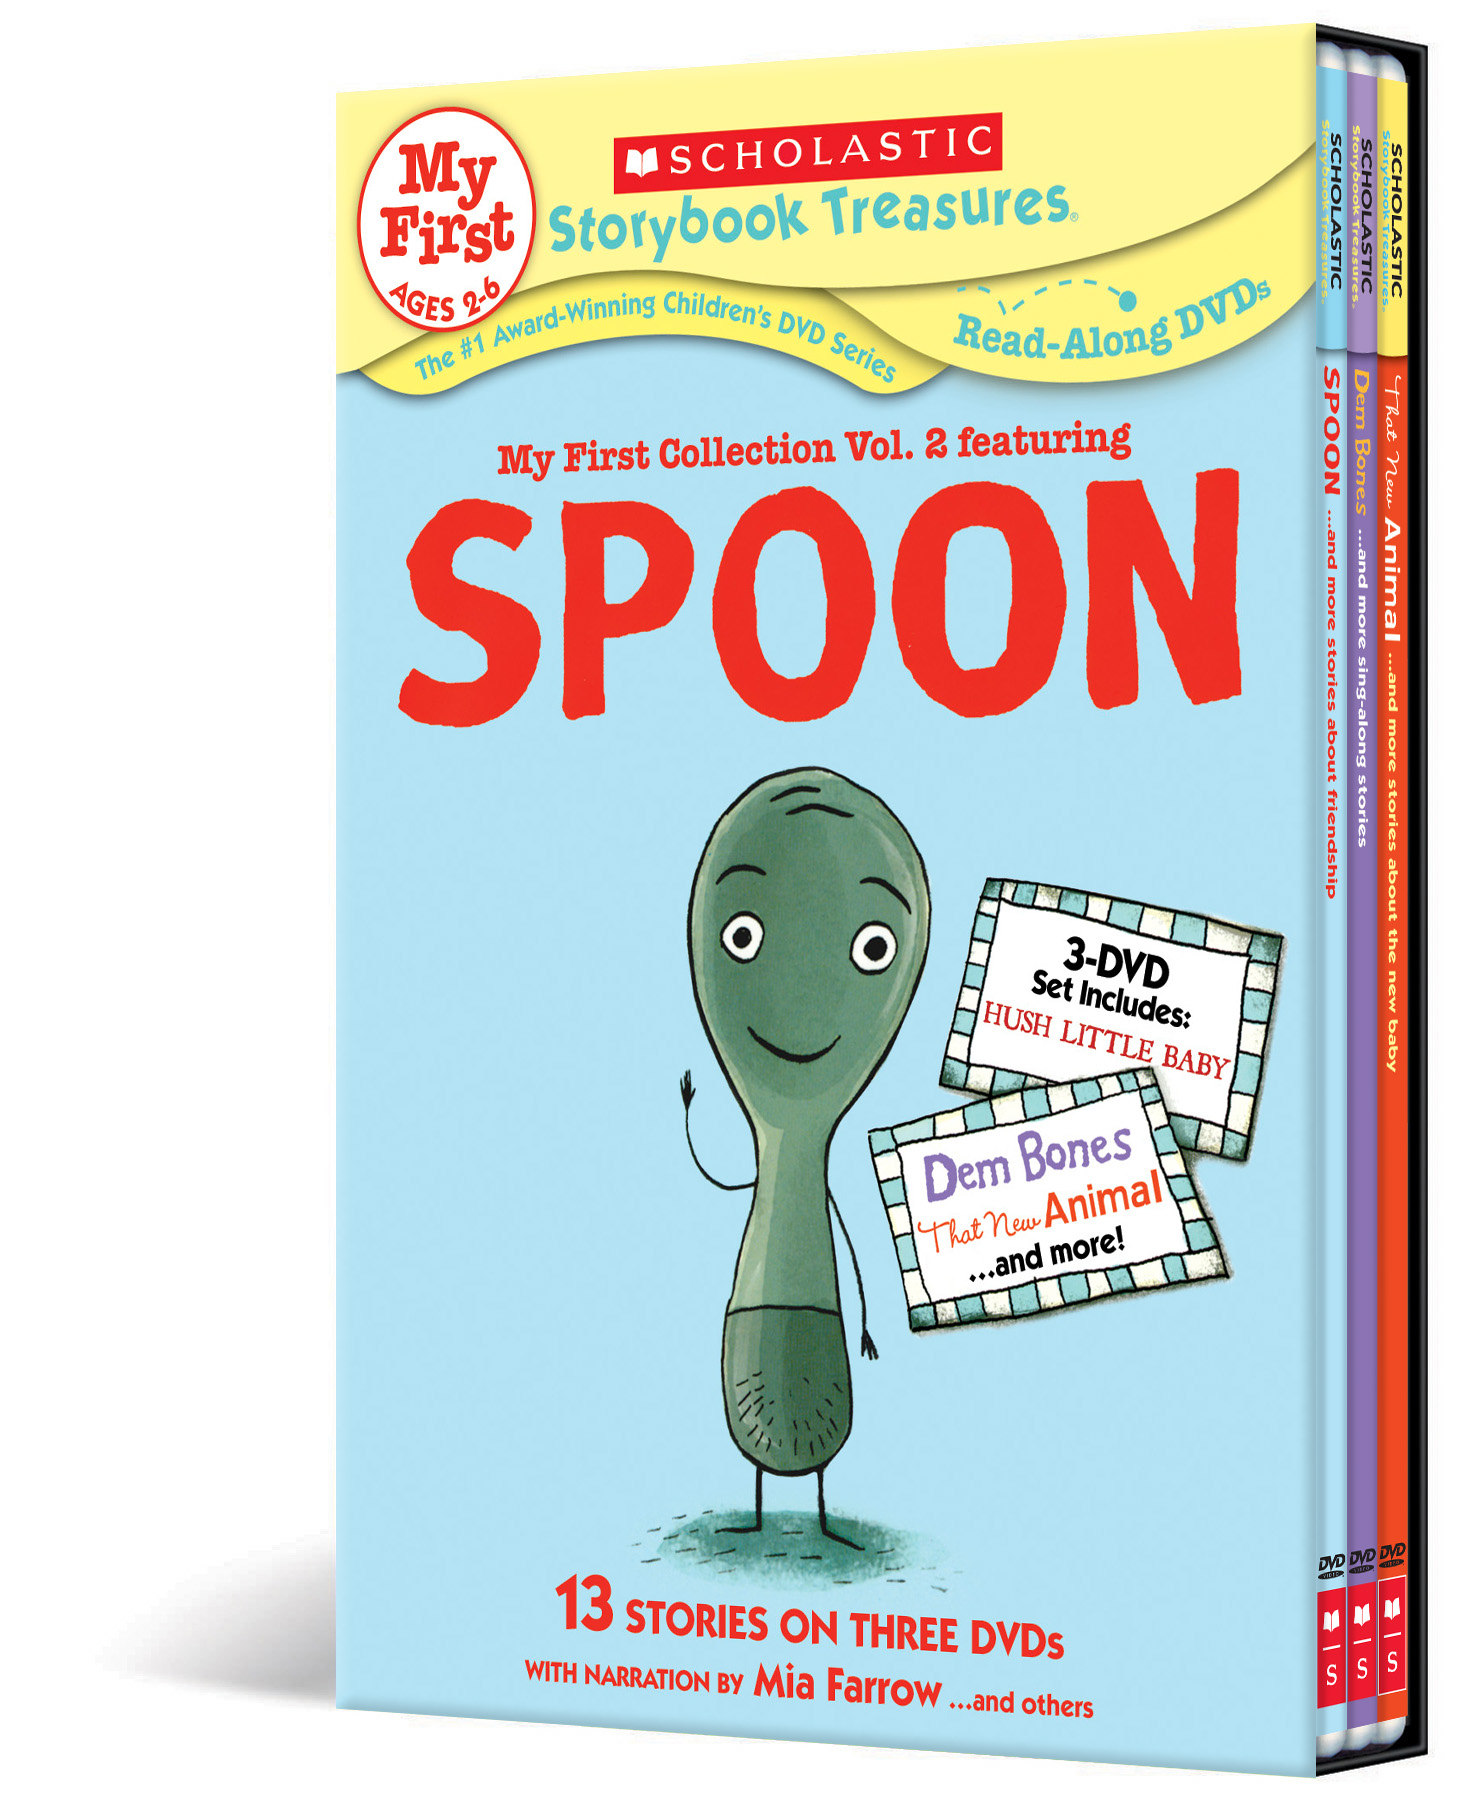 My
First
AGES 2-6
SCHOLASTIC
Storybook Treasures®
The #1 Award-Winning Children's DVD Series
Read-Along DVDs
My First Collection Vol. 2 featuring
SPOON
3-DVD
Set Includes:
HUSH LITTLE BABY
Dem Bones
That New Animal
...and more!
13 STORIES ON THREE DVDs
WITH NARRATION BY Mia Farrow ...and others
SCHOLASTIC
Storybook Treasures®
SPOON ...and more stories about friendship
DVD
VIDEO
S
SCHOLASTIC
Storybook Treasures®
Dem Bones ...and more sing-along stories
DVD
VIDEO
S
SCHOLASTIC
Storybook Treasures®
That New Animal ...and more stories about the new baby
DVD
VIDEO
S